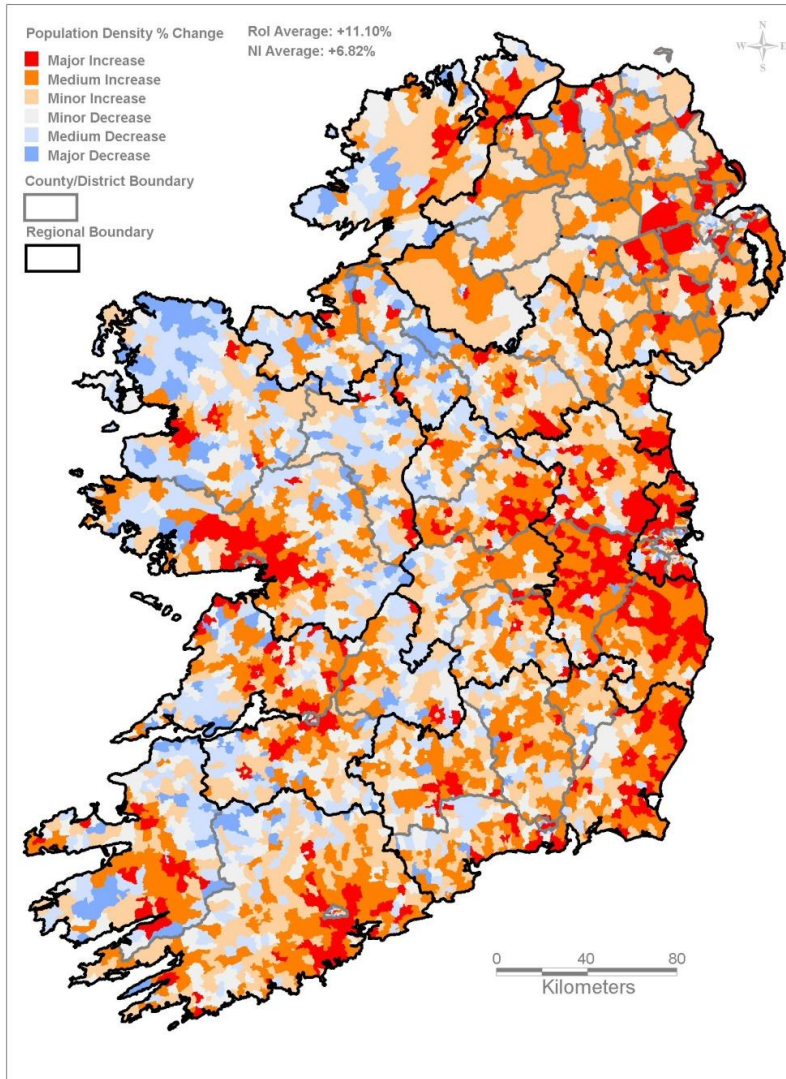 Population Density % Change
RoI Average: +11.10%
NI Average: +6.82%
Major Increase
Medium Increase
Minor Increase
Minor Decrease
Medium Decrease
Major Decrease
County/District Boundary
Regional Boundary
N
W E
S
0 40 80
Kilometers